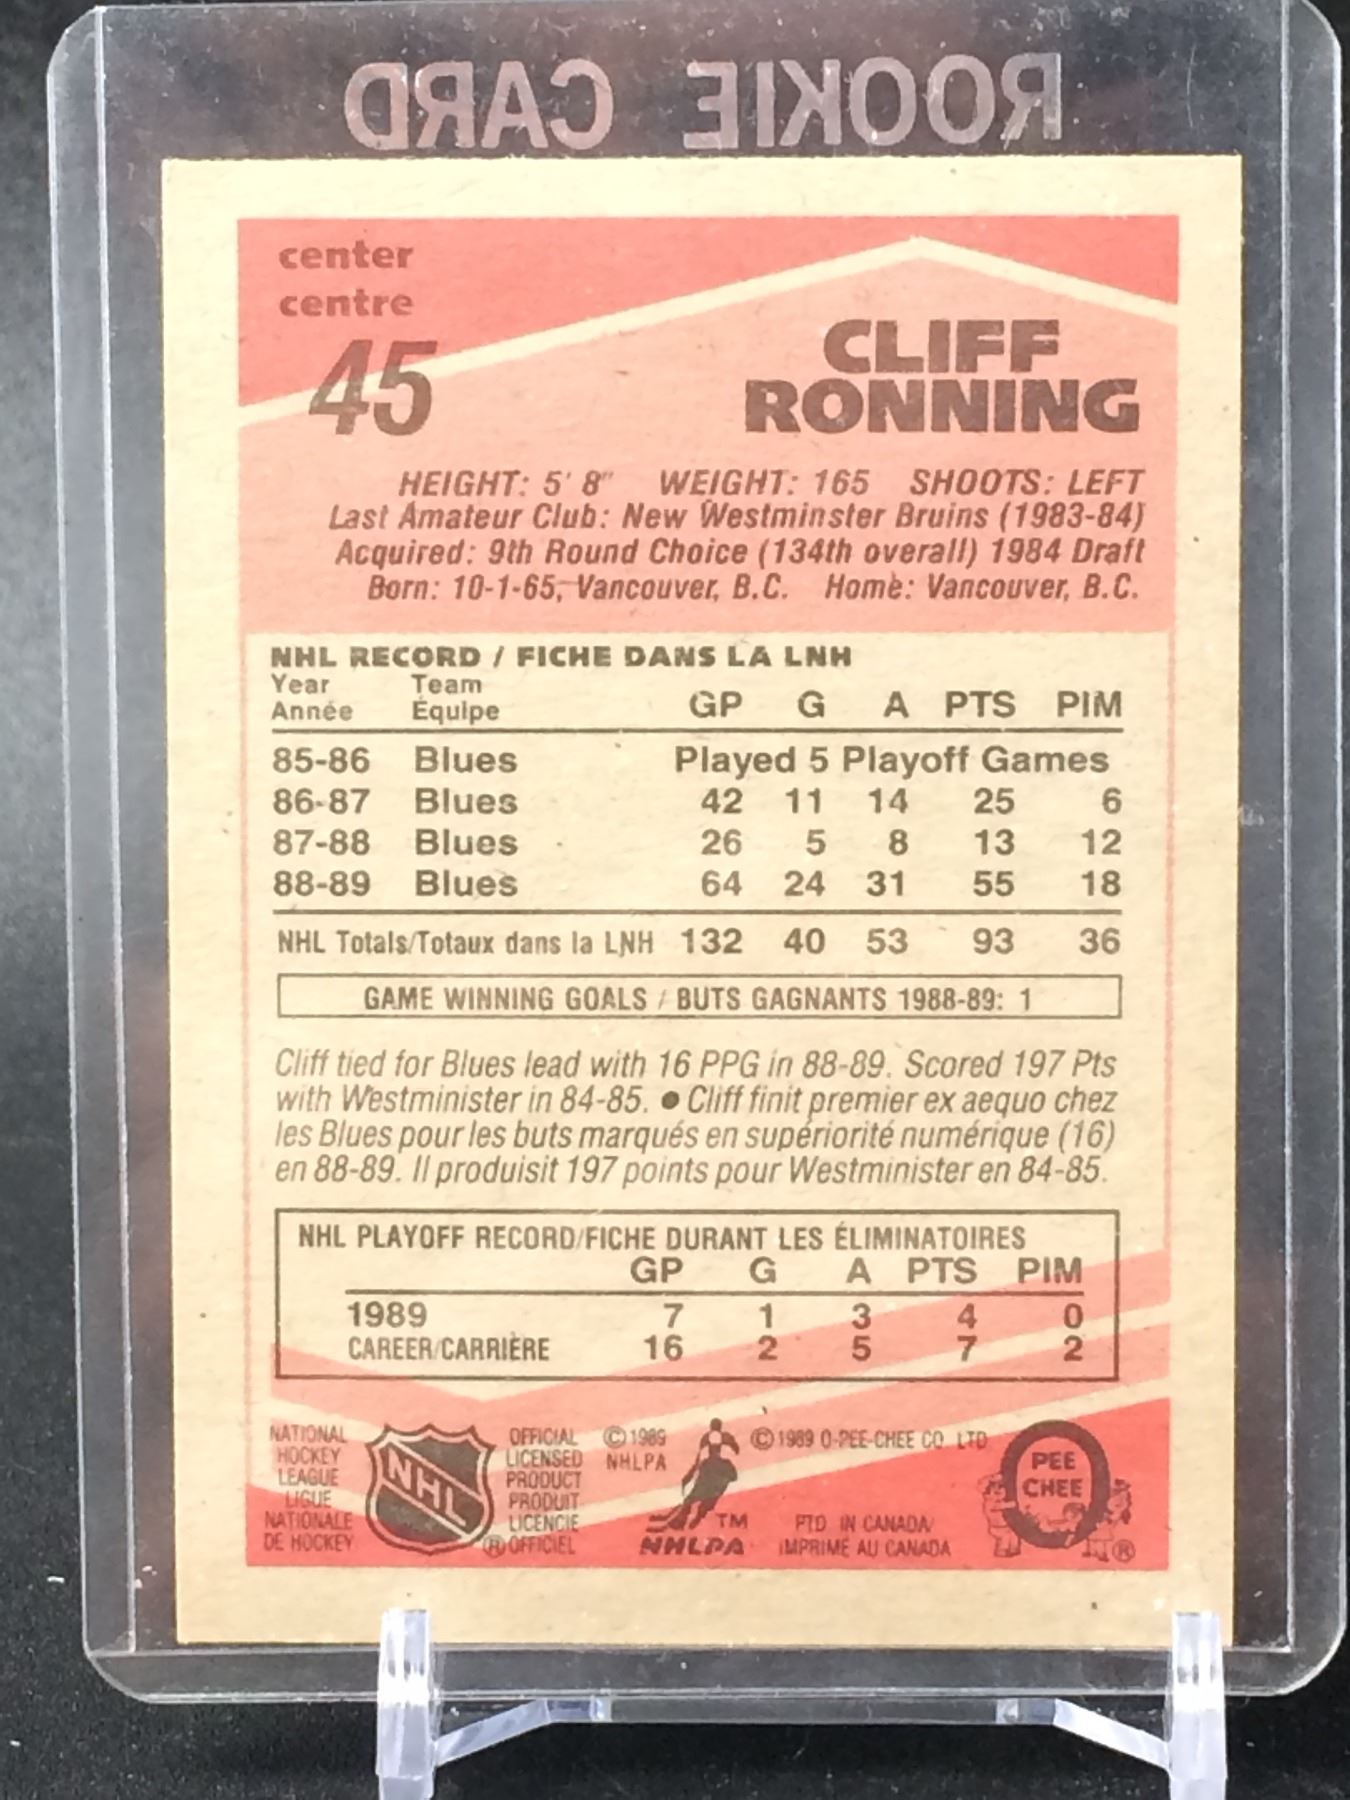 ROOKIE CARD
center
centre
45
CLIFF
RONNING
HEIGHT: 5' 8" WEIGHT: 165 SHOOTS: LEFT
Last Amateur Club: New Westminster Bruins (1983-84)
Acquired: 9th Round Choice (134th overall) 1984 Draft
Born: 10-1-65, Vancouver, B.C. Home: Vancouver, B.C.
NHL RECORD / FICHE DANS LA LNH
Year Team
Année Équipe GP G A PTS PIM
85-86 Blues Played 5 Playoff Games
86-87 Blues 42 11 14 25 6
87-88 Blues 26 5 8 13 12
88-89 Blues 64 24 31 55 18
NHL Totals/Totaux dans la LNH 132 40 53 93 36
GAME WINNING GOALS / BUTS GAGNANTS 1988-89: 1
Cliff tied for Blues lead with 16 PPG in 88-89. Scored 197 Pts
with Westminister in 84-85. ● Cliff finit premier ex aequo chez
les Blues pour les buts marqués en supériorité numérique (16)
en 88-89. Il produisit 197 points pour Westminister en 84-85.
NHL PLAYOFF RECORD/FICHE DURANT LES ÉLIMINATOIRES
GP G A PTS PIM
1989 7 1 3 4 0
CAREER/CARRIÈRE 16 2 5 7 2
NATIONAL
HOCKEY
LEAGUE
LIGUE
NATIONALE
DE HOCKEY
NHL
®
OFFICIAL
LICENSED
PRODUCT
PRODUIT
LICENCIE
OFFICIEL
© 1989
NHLPA
TM
NHLPA
© 1989 O-PEE-CHEE CO. LTD
PTD. IN CANADA/
IMPRIMÉ AU CANADA
PEE
CHEE
®